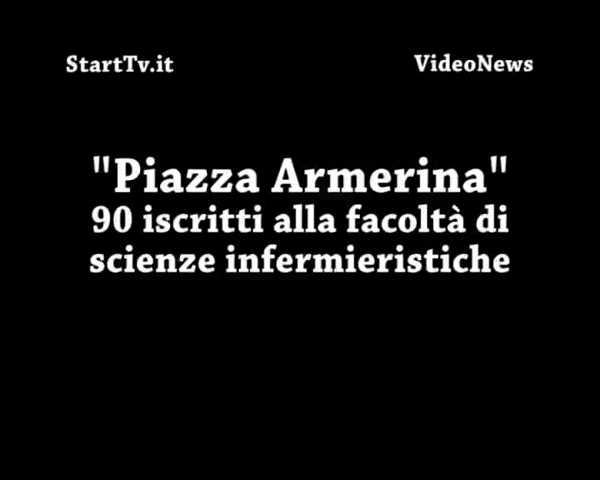 StartTv.it
VideoNews
"Piazza Armerina"
90 iscritti alla facoltà di
scienze infermieristiche